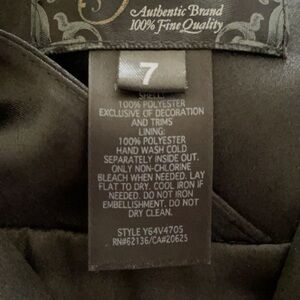 Authentic Brand
100% Fine Quality
7
SHELL:
100% POLYESTER
EXCLUSIVE OF DECORATION
AND TRIMS
LINING:
100% POLYESTER
HAND WASH COLD
SEPARATELY INSIDE OUT.
ONLY NON-CHLORINE
BLEACH WHEN NEEDED. LAY
FLAT TO DRY. COOL IRON IF
NEEDED. DO NOT IRON
EMBELLISHMENT. DO NOT
DRY CLEAN.
STYLE Y64V470S
RN#62136/CA#20625